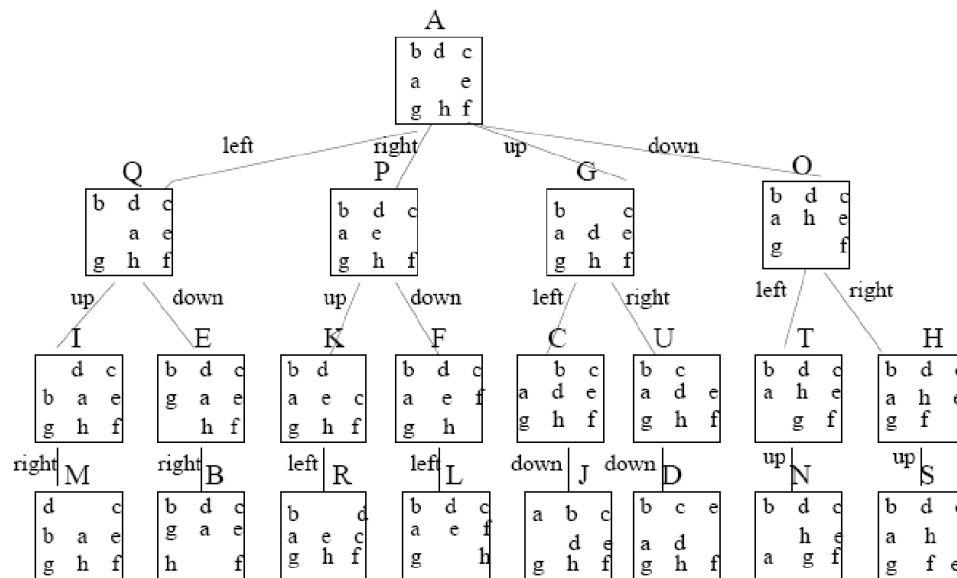 A
b d c
a e
g h f
left
right
up
down
Q
b d c
a e
g h f
P
b d c
a e
g h f
G
b c
a d e
g h f
O
b d c
a h e
g f
up
down
up
down
left
right
left
right
I
d c
b a e
g h f
E
b d c
g a e
h f
K
b d
a e c
g h f
F
b d c
a e f
g h
C
b c
a d e
g h f
U
b c
a d e
g h f
T
b d c
a h e
g f
H
b d c
a h e
g f
right
right
left
left
down
down
up
up
M
d c
b a e
g h f
B
b d c
g a e
h f
R
b d
a e c
g h f
L
b d c
a e f
g h
J
a b c
d e
g h f
D
b c e
a d
g h f
N
b d c
h e
a g f
S
b d c
a h
g f e